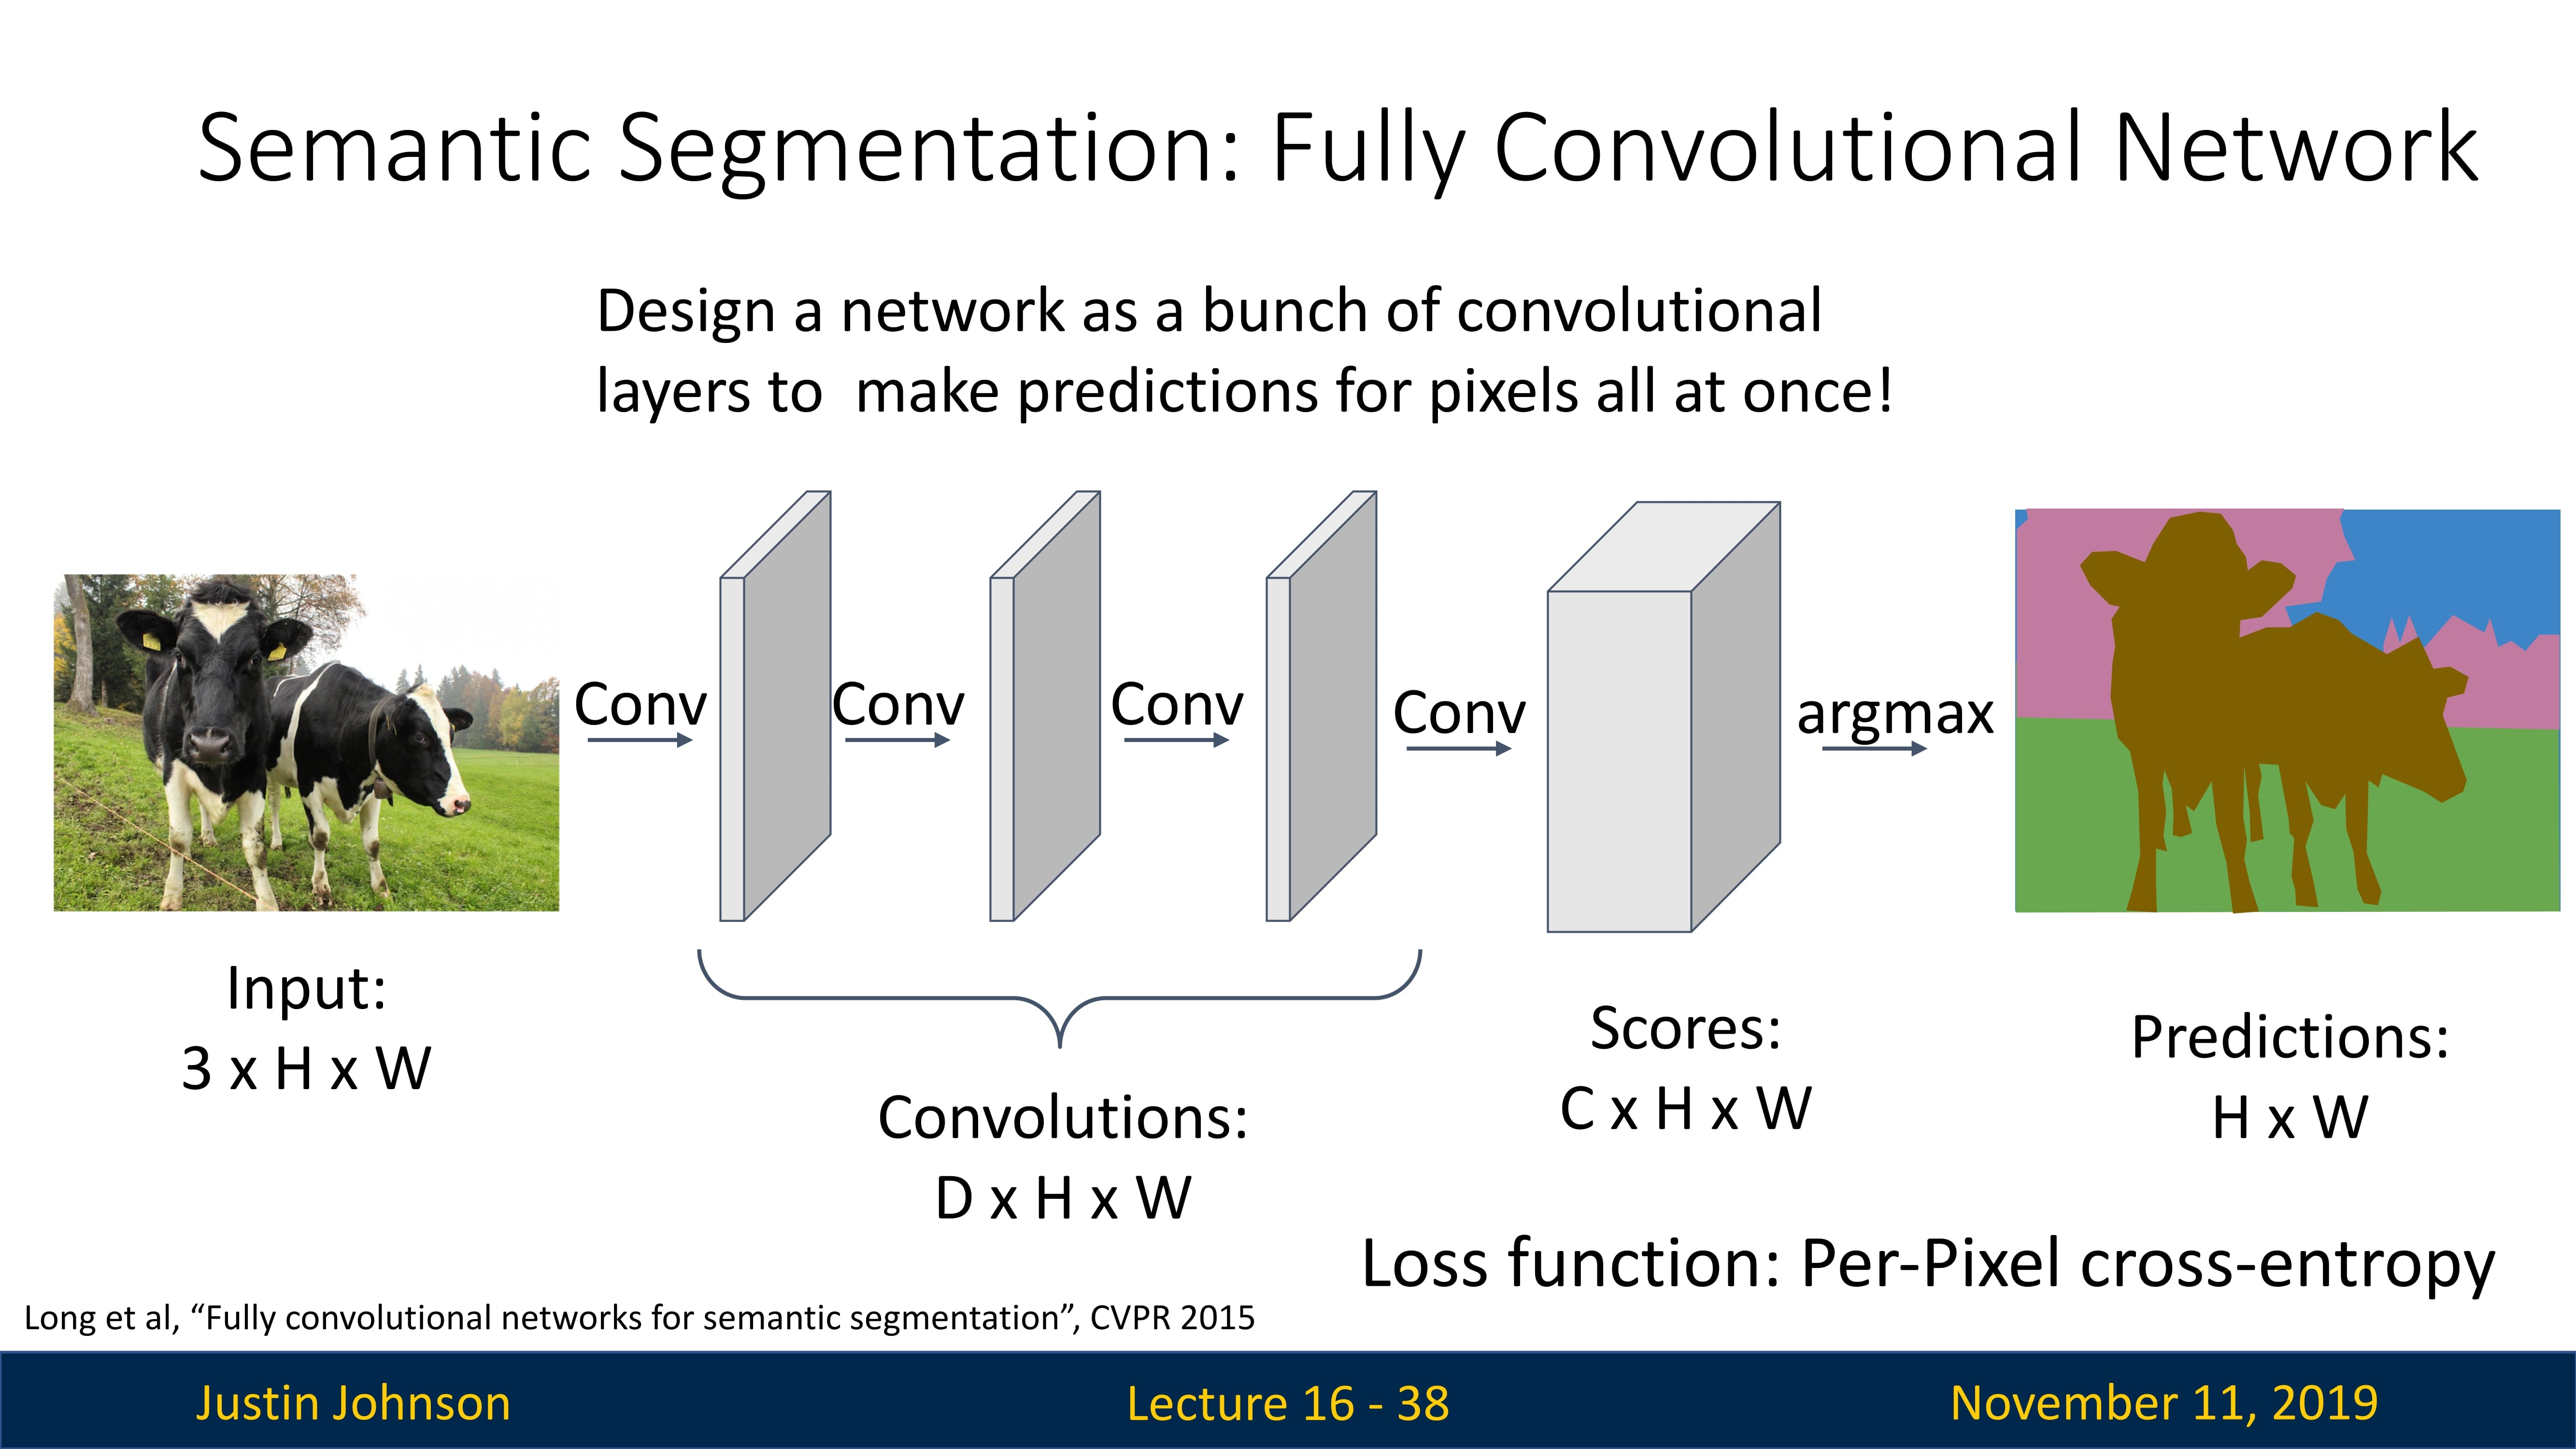 Semantic Segmentation: Fully Convolutional Network
Design a network as a bunch of convolutional
layers to  make predictions for pixels all at once!
Conv
Conv
Conv
Conv
argmax
Input:
3 x H x W
Convolutions:
D x H x W
Scores:
C x H x W
Predictions:
H x W
Loss function: Per-Pixel cross-entropy
Long et al, “Fully convolutional networks for semantic segmentation”, CVPR 2015
Justin Johnson
Lecture 16 - 38
November 11, 2019